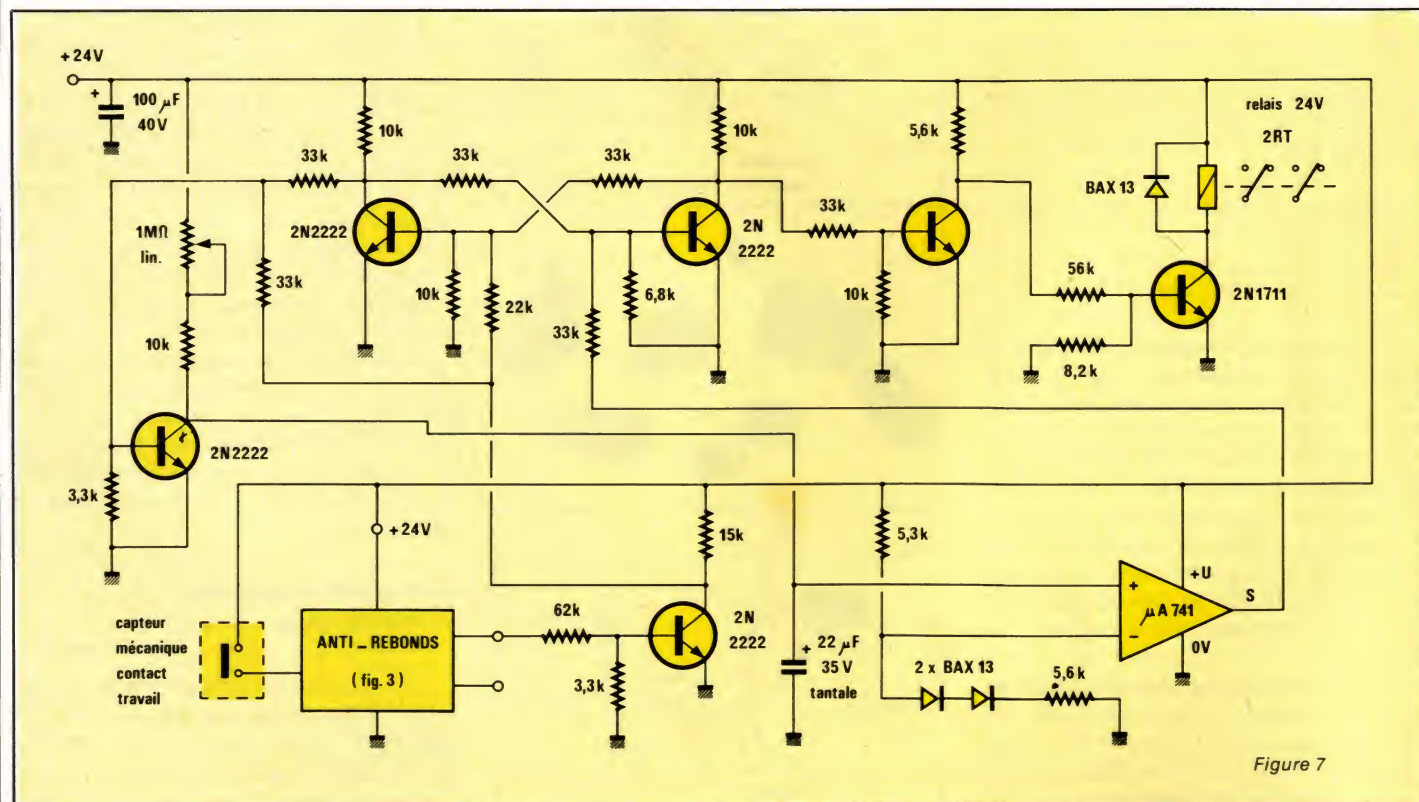 +24V
+
100 µF
40V
10k
10k
5,6k
relais 24V
2RT
33k
33k
33k
BAX 13
1MΩ
lin.
2N2222
2N
2222
33k
33k
10k
22k
6,8k
10k
56k
2N1711
33k
10k
8,2k
2N2222
3,3k
+24V
15k
5,3k
+U
S
+
µA 741
−
0V
capteur
mécanique
contact
travail
ANTI_REBONDS
(fig. 3)
62k
2N
2222
+
22 µF
35V
tantale
3,3k
2 x BAX 13
5,6k
Figure 7